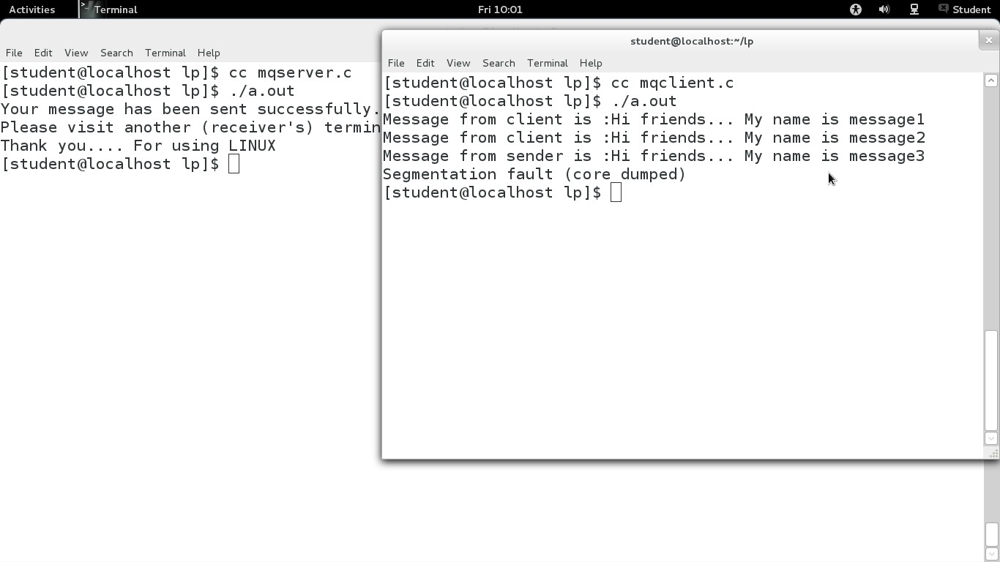 Activities Terminal Fri 10:01 Student
File Edit View Search Terminal Help
[student@localhost lp]$ cc mqserver.c
[student@localhost lp]$ ./a.out
Your message has been sent successfully.
Please visit another (receiver's) termin
Thank you.... For using LINUX
[student@localhost lp]$
student@localhost:~/lp
File Edit View Search Terminal Help
[student@localhost lp]$ cc mqclient.c
[student@localhost lp]$ ./a.out
Message from client is :Hi friends... My name is message1
Message from client is :Hi friends... My name is message2
Message from sender is :Hi friends... My name is message3
Segmentation fault (core dumped)
[student@localhost lp]$